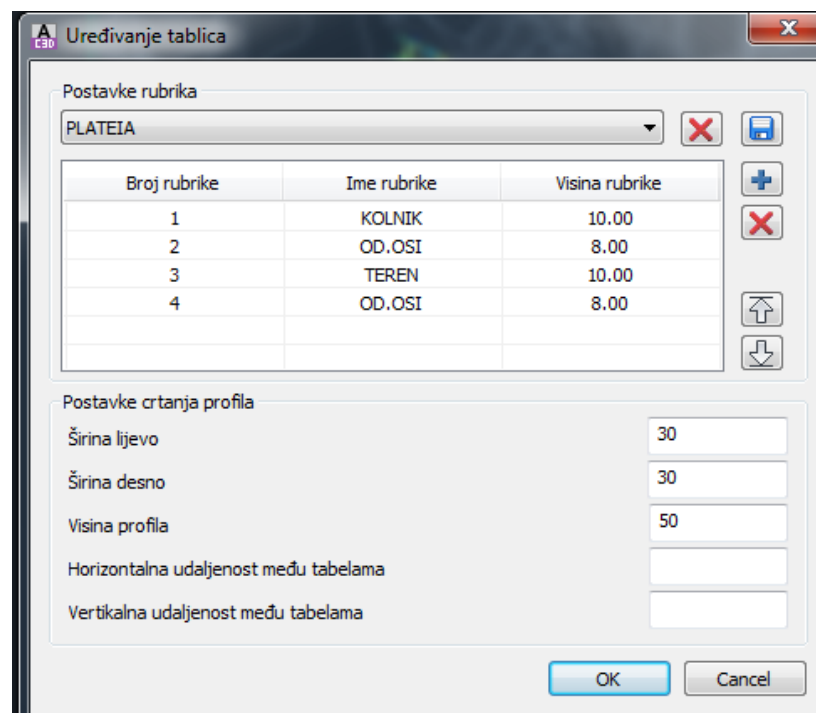 A
C3D
Uređivanje tablica
X
Postavke rubrika
PLATEIA
Broj rubrike Ime rubrike Visina rubrike
1 KOLNIK 10.00
2 OD.OSI 8.00
3 TEREN 10.00
4 OD.OSI 8.00
Postavke crtanja profila
Širina lijevo 30
Širina desno 30
Visina profila 50
Horizontalna udaljenost među tabelama
Vertikalna udaljenost među tabelama
OK Cancel